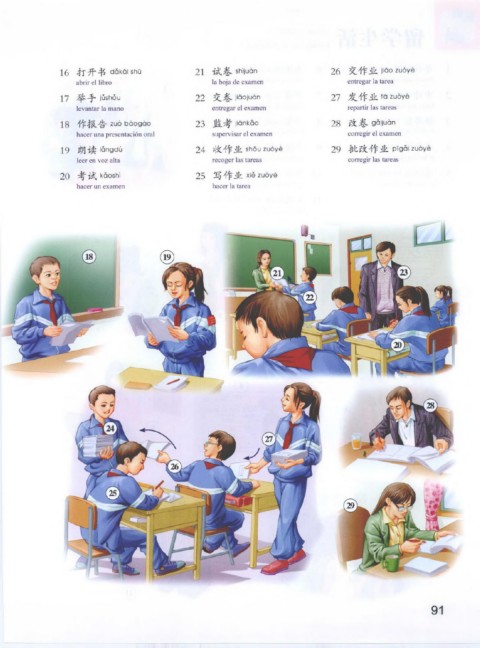 16 打开书 dǎkāi shū
abrir el libro
17 举手 jǔshǒu
levantar la mano
18 作报告 zuò bàogào
hacer una presentación oral
19 朗读 lǎngdú
leer en voz alta
20 考试 kǎoshì
hacer un examen
21 试卷 shìjuàn
la hoja de examen
22 交卷 jiāojuàn
entregar el examen
23 监考 jiānkǎo
supervisar el examen
24 收作业 shōu zuòyè
recoger las tareas
25 写作业 xiě zuòyè
hacer la tarea
26 交作业 jiāo zuòyè
entregar la tarea
27 发作业 fā zuòyè
repartir las tareas
28 改卷 gǎijuàn
corregir el examen
29 批改作业 pīgǎi zuòyè
corregir las tareas
18
19
21
22
23
20
24
25
26
27
28
29
91